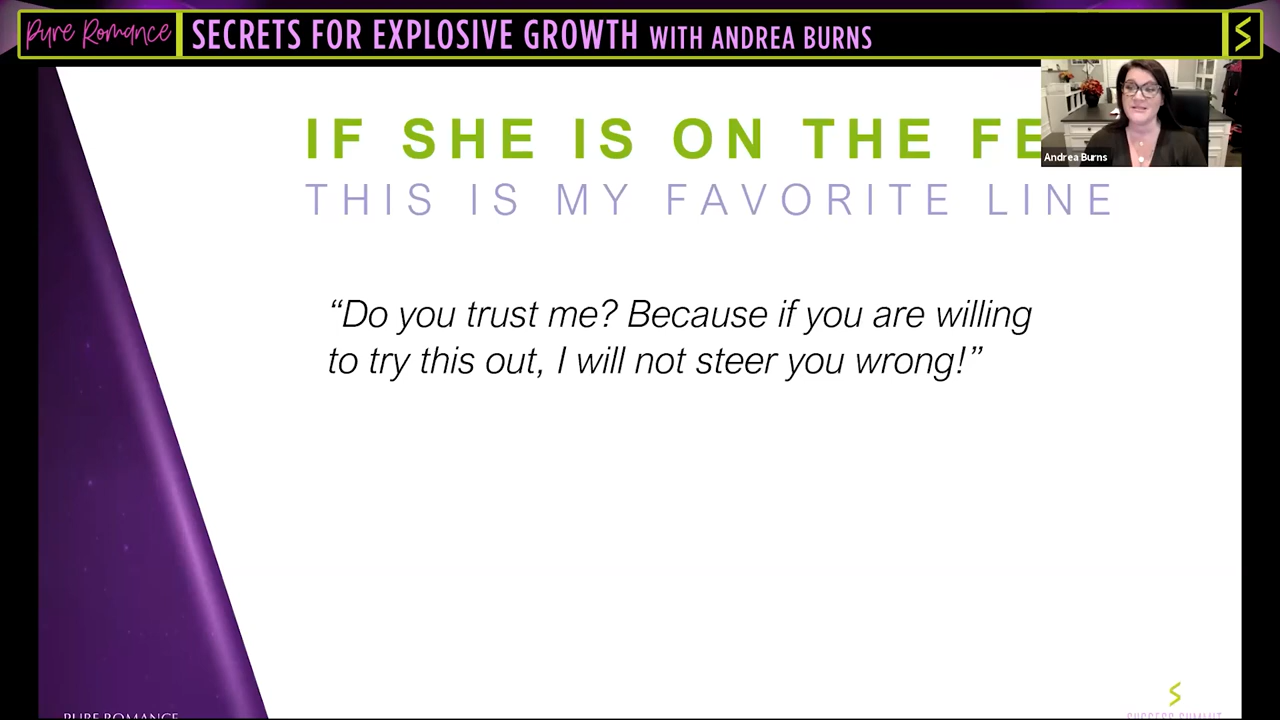 Pure Romance SECRETS FOR EXPLOSIVE GROWTH WITH ANDREA BURNS
IF SHE IS ON THE FE
THIS IS MY FAVORITE LINE
Andrea Burns
“Do you trust me? Because if you are willing
to try this out, I will not steer you wrong!”
PURE ROMANCE
SUCCESS SUMMIT